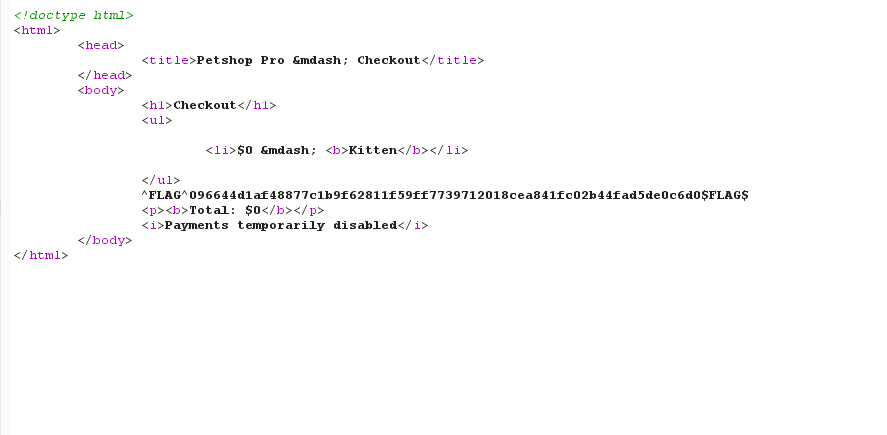 <!doctype html>
<html>
<head>
<title>Petshop Pro &mdash; Checkout</title>
</head>
<body>
<h1>Checkout</h1>
<ul>
<li>$0 &mdash; <b>Kitten</b></li>
</ul>
^FLAG^096644d1af48877c1b9f62811f59ff7739712018cea841fc02b44fad5de0c6d0$FLAG$
<p><b>Total: $0</b></p>
<i>Payments temporarily disabled</i>
</body>
</html>